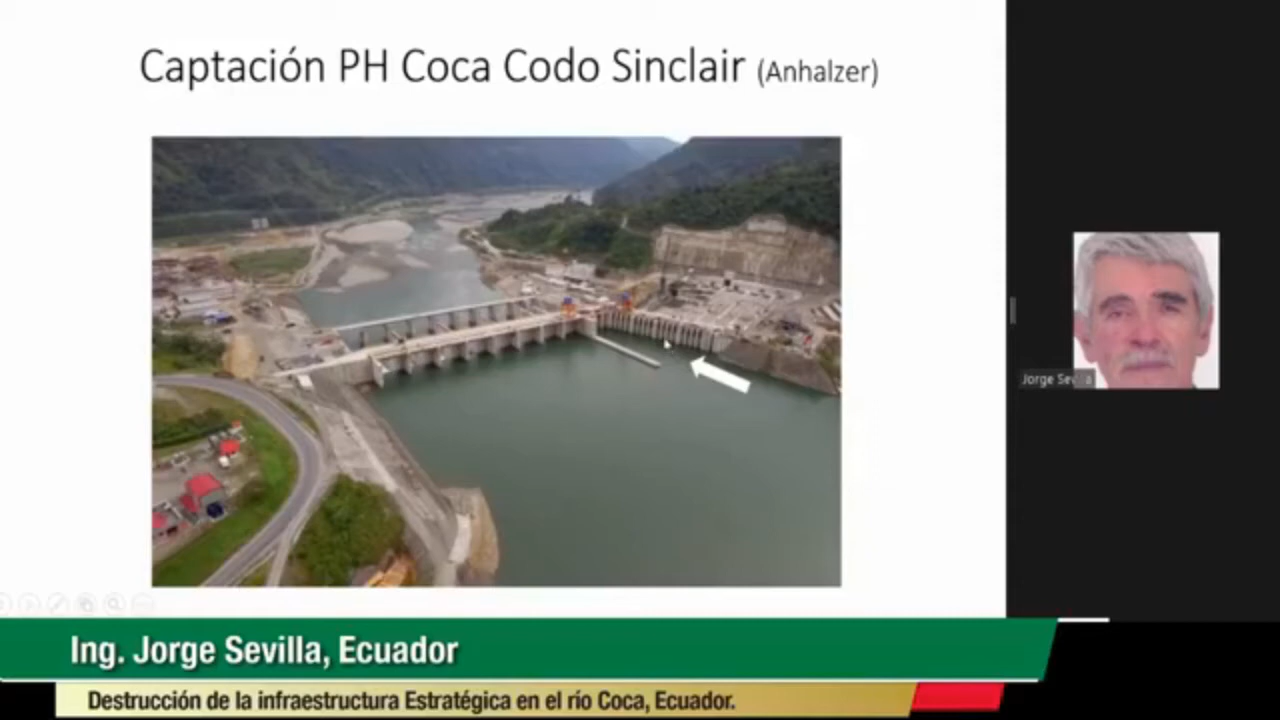 Captación PH Coca Codo Sinclair (Anhalzer)
Jorge Sevilla
Ing. Jorge Sevilla, Ecuador
Destrucción de la infraestructura Estratégica en el río Coca, Ecuador.